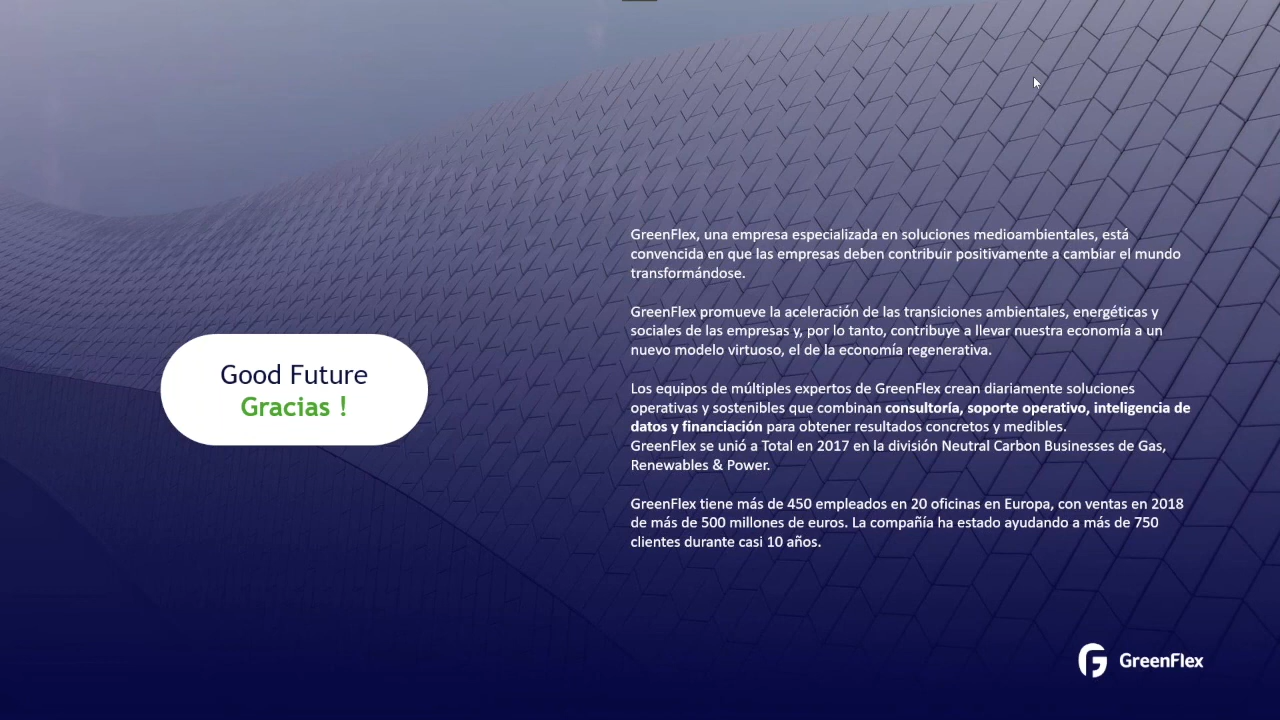 Good Future
Gracias !
GreenFlex, una empresa especializada en soluciones medioambientales, está
convencida en que las empresas deben contribuir positivamente a cambiar el mundo
transformándose.
GreenFlex promueve la aceleración de las transiciones ambientales, energéticas y
sociales de las empresas y, por lo tanto, contribuye a llevar nuestra economía a un
nuevo modelo virtuoso, el de la economía regenerativa.
Los equipos de múltiples expertos de GreenFlex crean diariamente soluciones
operativas y sostenibles que combinan consultoría, soporte operativo, inteligencia de
datos y financiación para obtener resultados concretos y medibles.
GreenFlex se unió a Total en 2017 en la división Neutral Carbon Businesses de Gas,
Renewables & Power.
GreenFlex tiene más de 450 empleados en 20 oficinas en Europa, con ventas en 2018
de más de 500 millones de euros. La compañía ha estado ayudando a más de 750
clientes durante casi 10 años.
GreenFlex